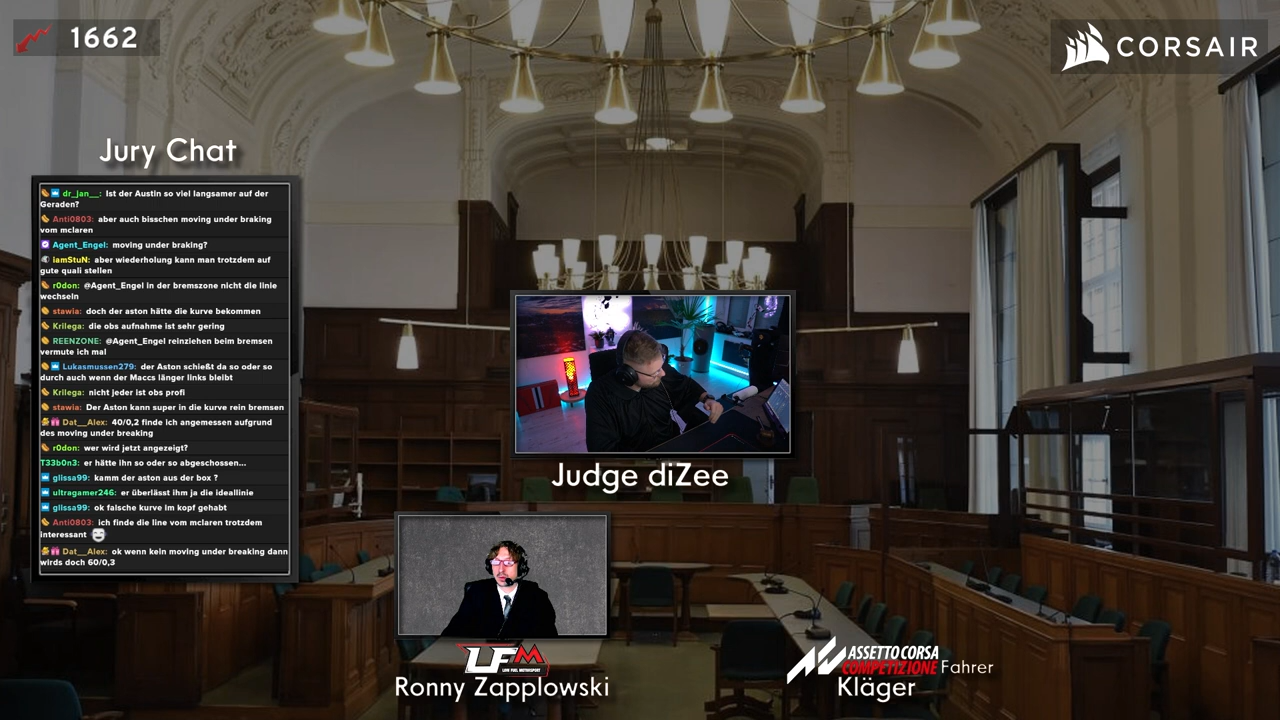 1662
CORSAIR
Jury Chat
dr_jan__: Ist der Austin so viel langsamer auf der
Geraden?
Anti0803: aber auch bisschen moving under braking
vom mclaren
Agent_Engel: moving under braking?
iamStuN: aber wiederholung kann man trotzdem auf
gute quali stellen
r0don: @Agent_Engel in der bremszone nicht die linie
wechseln
stawia: doch der aston hätte die kurve bekommen
Krilega: die obs aufnahme ist sehr gering
REENZONE: @Agent_Engel reinziehen beim bremsen
vermute ich mal
Lukasmussen279: der Aston schießt da so oder so
durch auch wenn der Maccs länger links bleibt
Krilega: nicht jeder ist obs profi
stawia: Der Aston kann super in die kurve rein bremsen
Dat__Alex: 40/0,2 finde ich angemessen aufgrund
des moving under breaking
r0don: wer wird jetzt angezeigt?
T33b0n3: er hätte ihn so oder so abgeschossen...
glissa99: kamm der aston aus der box ?
ultragamer246: er überlässt ihm ja die ideallinie
glissa99: ok falsche kurve im kopf gehabt
Anti0803: ich finde die line vom mclaren trotzdem
interessant
Dat__Alex: ok wenn kein moving under breaking dann
wirds doch 60/0,3
Judge diZee
LFM
LOW FUEL MOTORSPORT
Ronny Zapplowski
ASSETTO CORSA
COMPETIZIONE Fahrer
Kläger